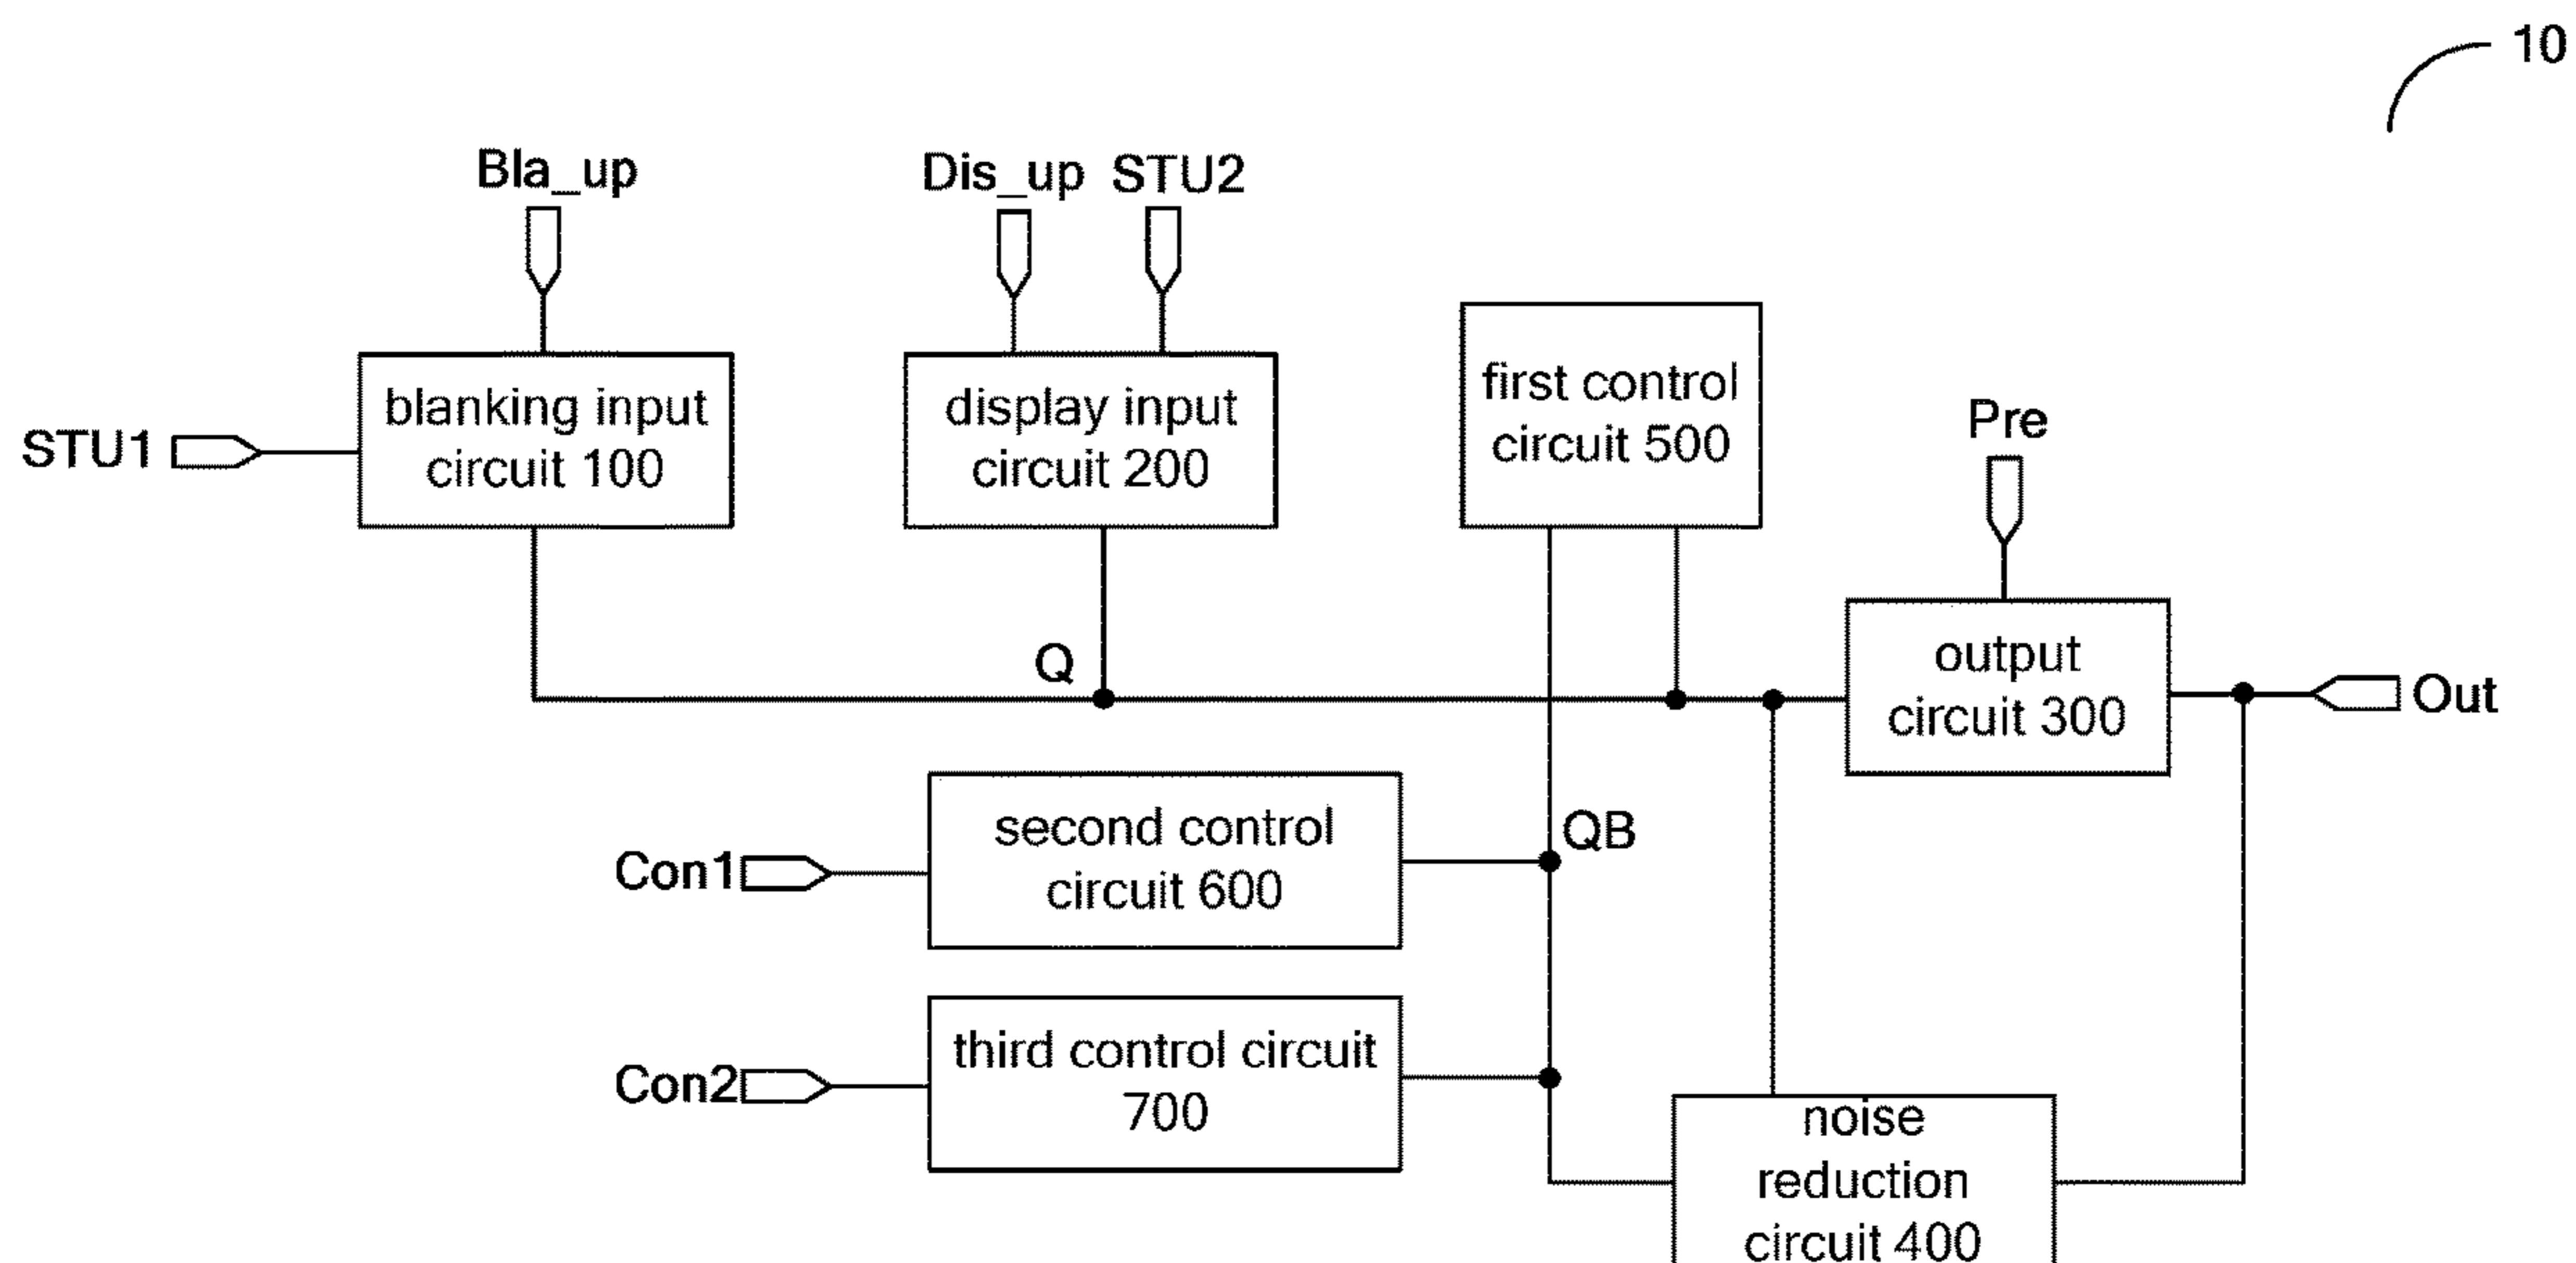 10
Bla_up
Dis_up STU2
STU1
blanking input
circuit 100
display input
circuit 200
first control
circuit 500
Pre
Q
output
circuit 300
Out
second control
circuit 600
QB
Con1
Con2
third control circuit
700
noise
reduction
circuit 400